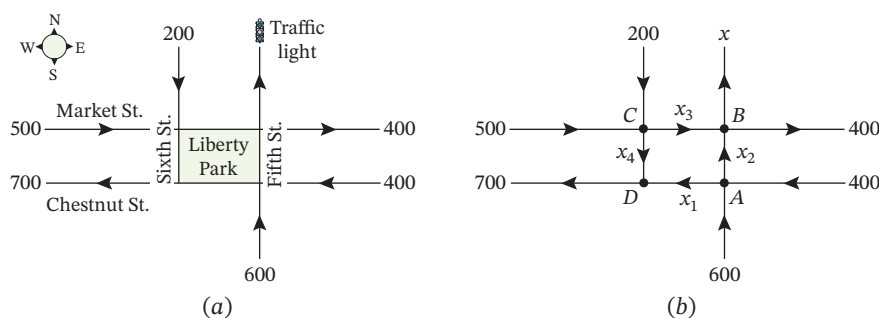 N
W E
S
200
Traffic
light
Market St.
500
400
Sixth St.
Liberty
Park
Fifth St.
700
400
Chestnut St.
600
(a)
200
x
C
x3
B
500
400
x4
x2
700
400
D
x1
A
600
(b)